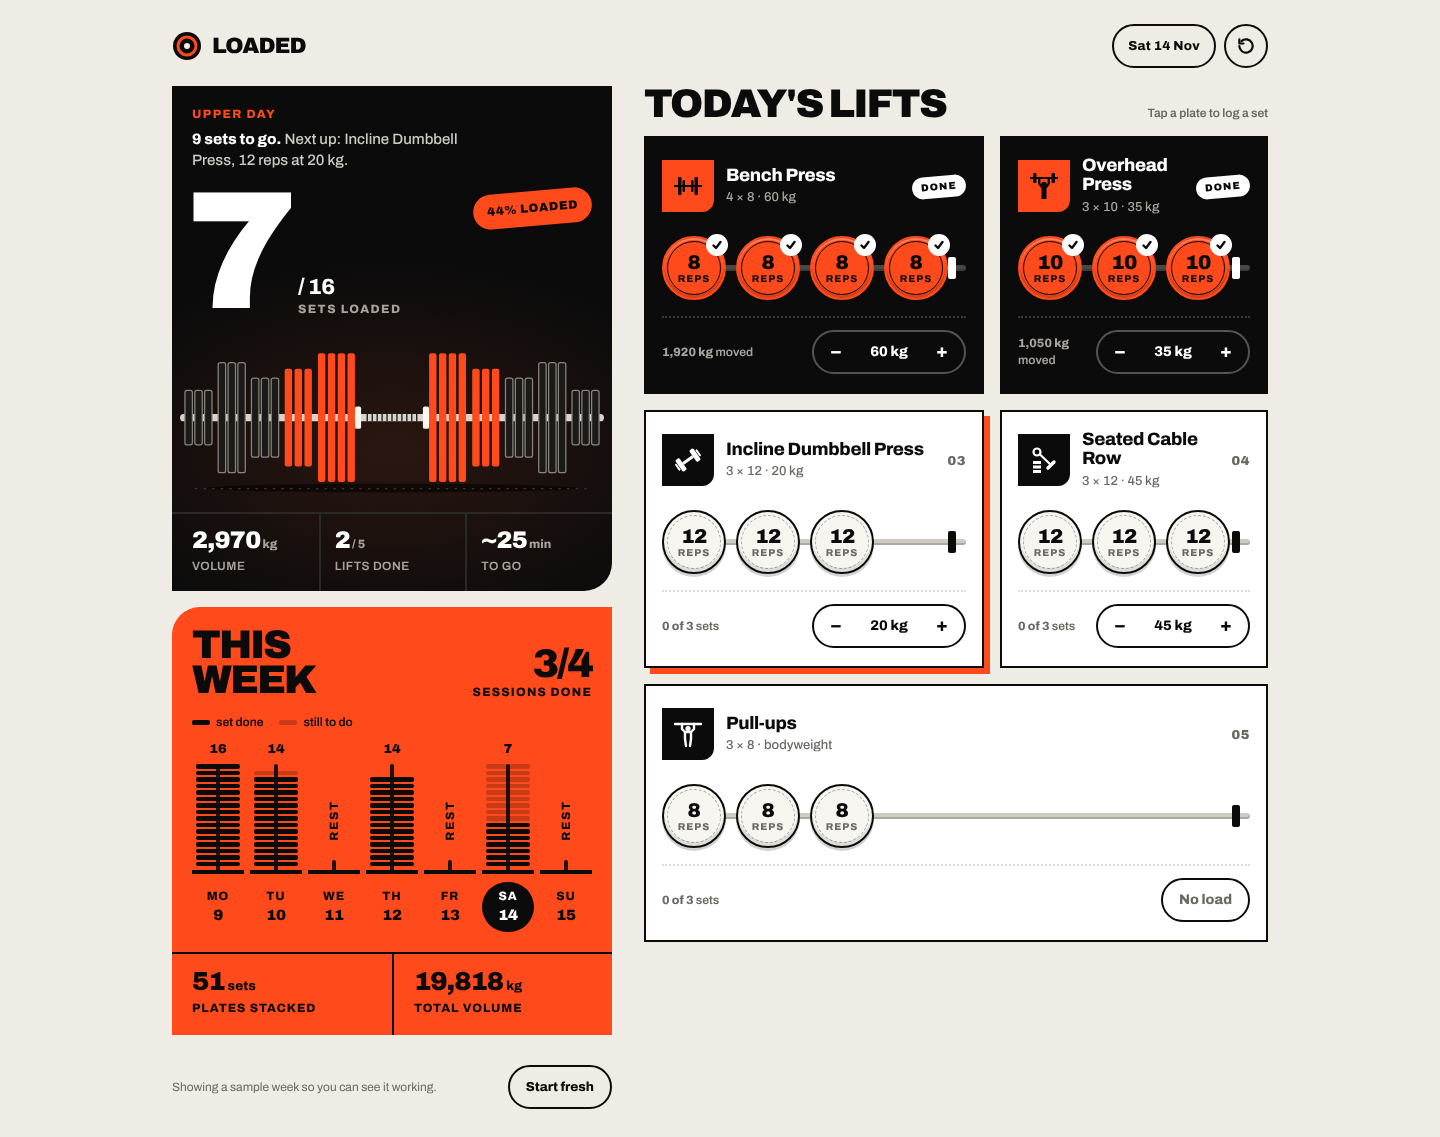 LOADED
Sat 14 Nov
UPPER DAY
9 sets to go. Next up: Incline Dumbbell
Press, 12 reps at 20 kg.
7
44% LOADED
/ 16
SETS LOADED
2,970 kg
VOLUME
2 / 5
LIFTS DONE
~25 min
TO GO
THIS
WEEK
3/4
SESSIONS DONE
set done
still to do
16 14 14 7
REST REST REST
MO TU WE TH FR SA SU
9 10 11 12 13 14 15
51 sets
PLATES STACKED
19,818 kg
TOTAL VOLUME
Showing a sample week so you can see it working.
Start fresh
TODAY'S LIFTS
Tap a plate to log a set
Bench Press
4 × 8 · 60 kg
DONE
8 8 8 8
REPS REPS REPS REPS
1,920 kg moved
− 60 kg +
Overhead
Press
3 × 10 · 35 kg
DONE
10 10 10
REPS REPS REPS
1,050 kg
moved
− 35 kg +
Incline Dumbbell Press
3 × 12 · 20 kg
03
12 12 12
REPS REPS REPS
0 of 3 sets
− 20 kg +
Seated Cable
Row
3 × 12 · 45 kg
04
12 12 12
REPS REPS REPS
0 of 3 sets
− 45 kg +
Pull-ups
3 × 8 · bodyweight
05
8 8 8
REPS REPS REPS
0 of 3 sets
No load